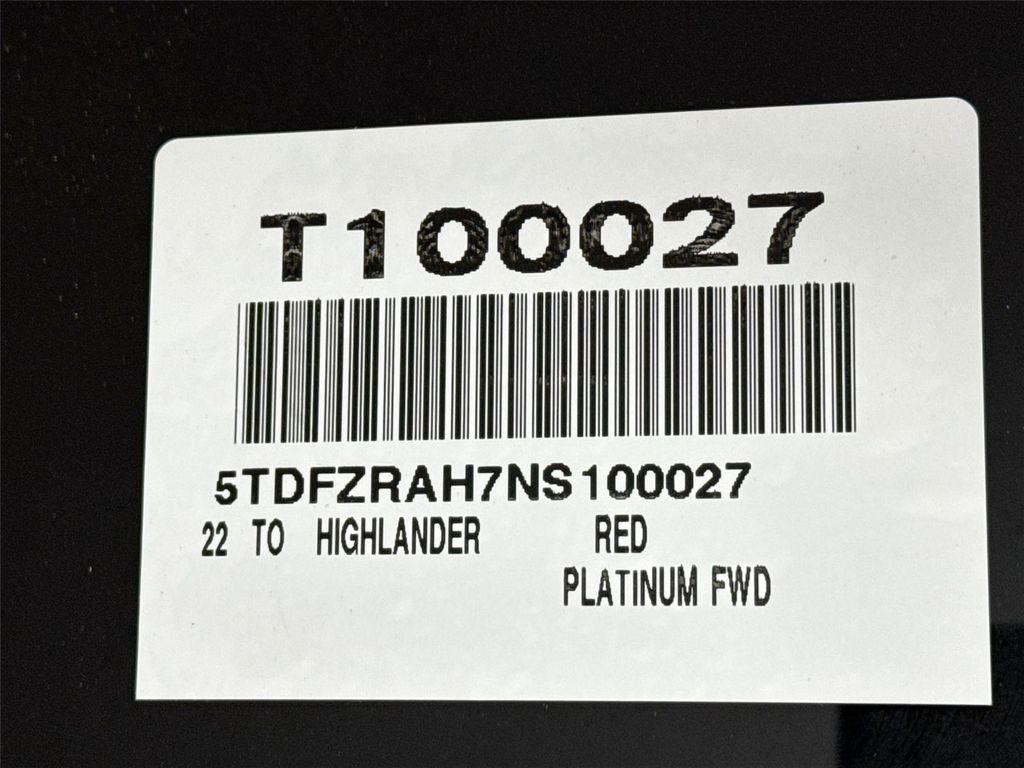 T100027
5TDFZRAH7NS100027
22 TO HIGHLANDER RED
PLATINUM FWD